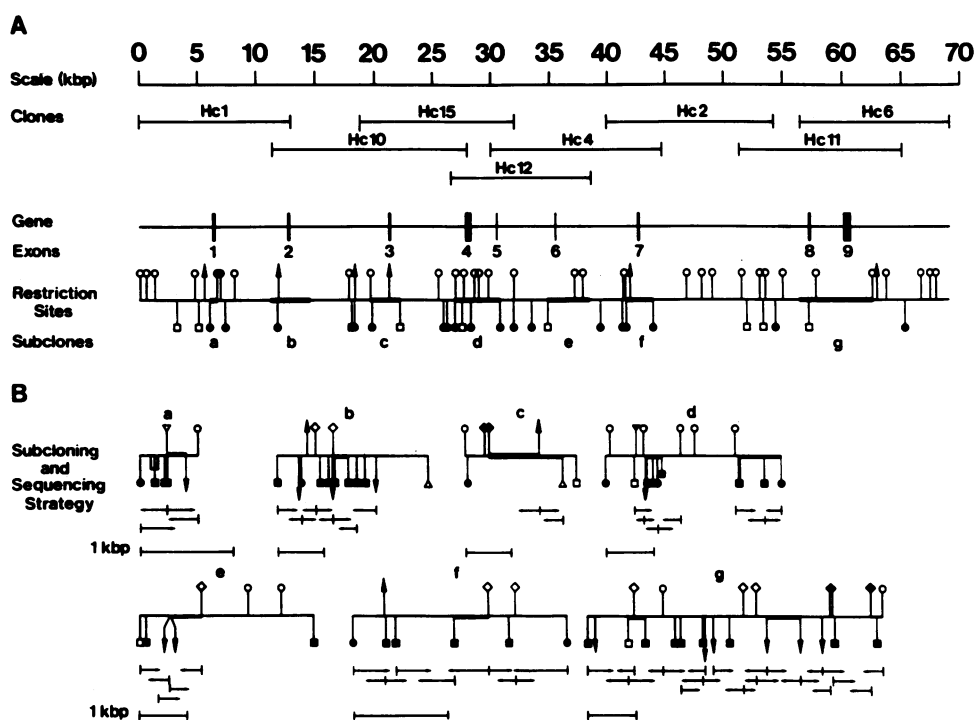 A
0 5 10 15 20 25 30 35 40 45 50 55 60 65 70
Scale (kbp)
Clones
Hc1 Hc15 Hc2 Hc6
Hc10 Hc4 Hc11
Hc12
Gene
Exons 1 2 3 4 5 6 7 8 9
Restriction
Sites
Subclones a b c d e f g
B
a b c d
Subcloning
and
Sequencing
Strategy
1 kbp
e f g
1 kbp